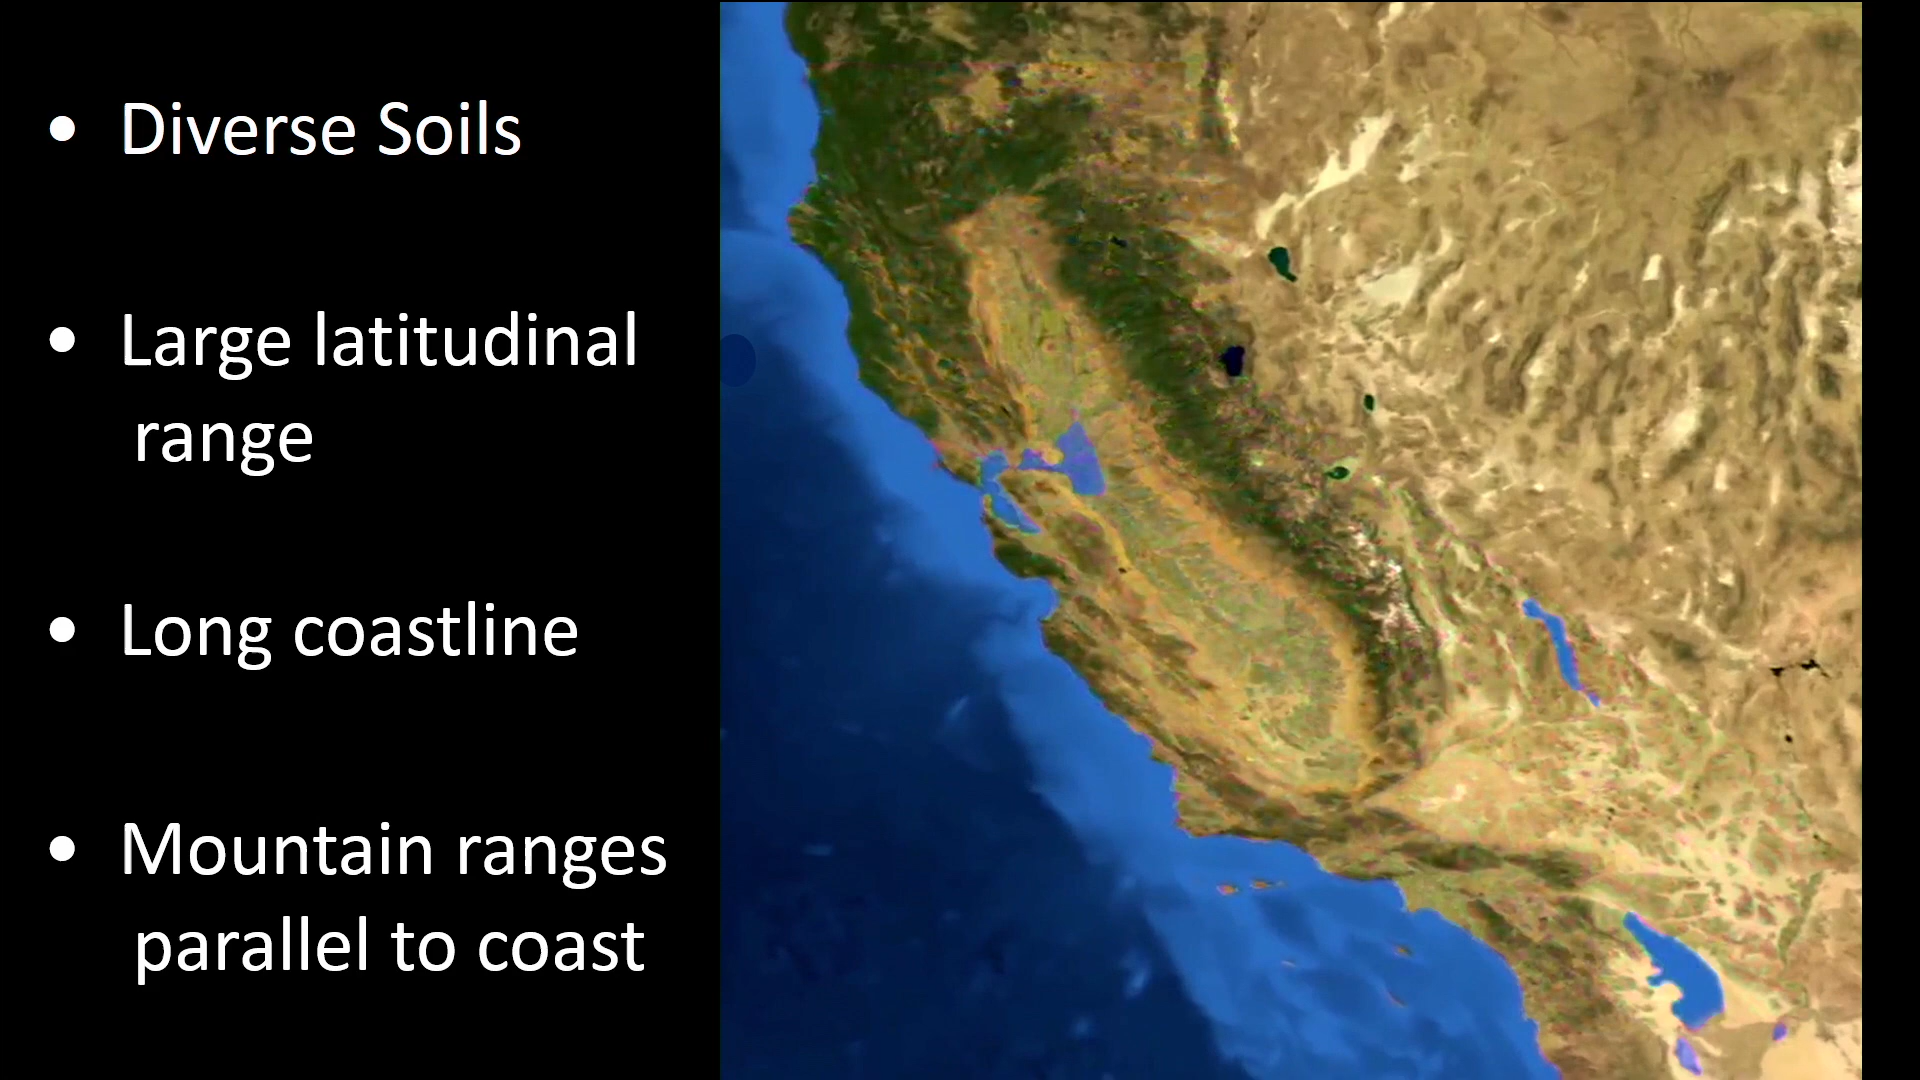 • Diverse Soils
• Large latitudinal
range
• Long coastline
• Mountain ranges
parallel to coast